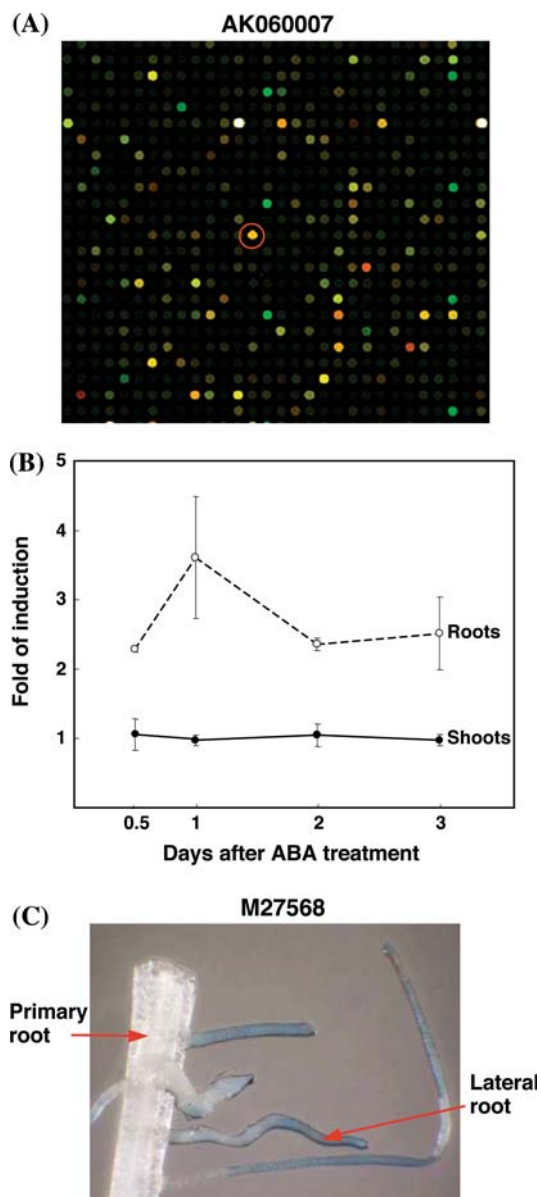 (A)
AK060007
(B)
5
4
3
2
1
Fold of induction
Roots
Shoots
0.5 1 2 3
Days after ABA treatment
(C)
M27568
Primary
root
Lateral
root